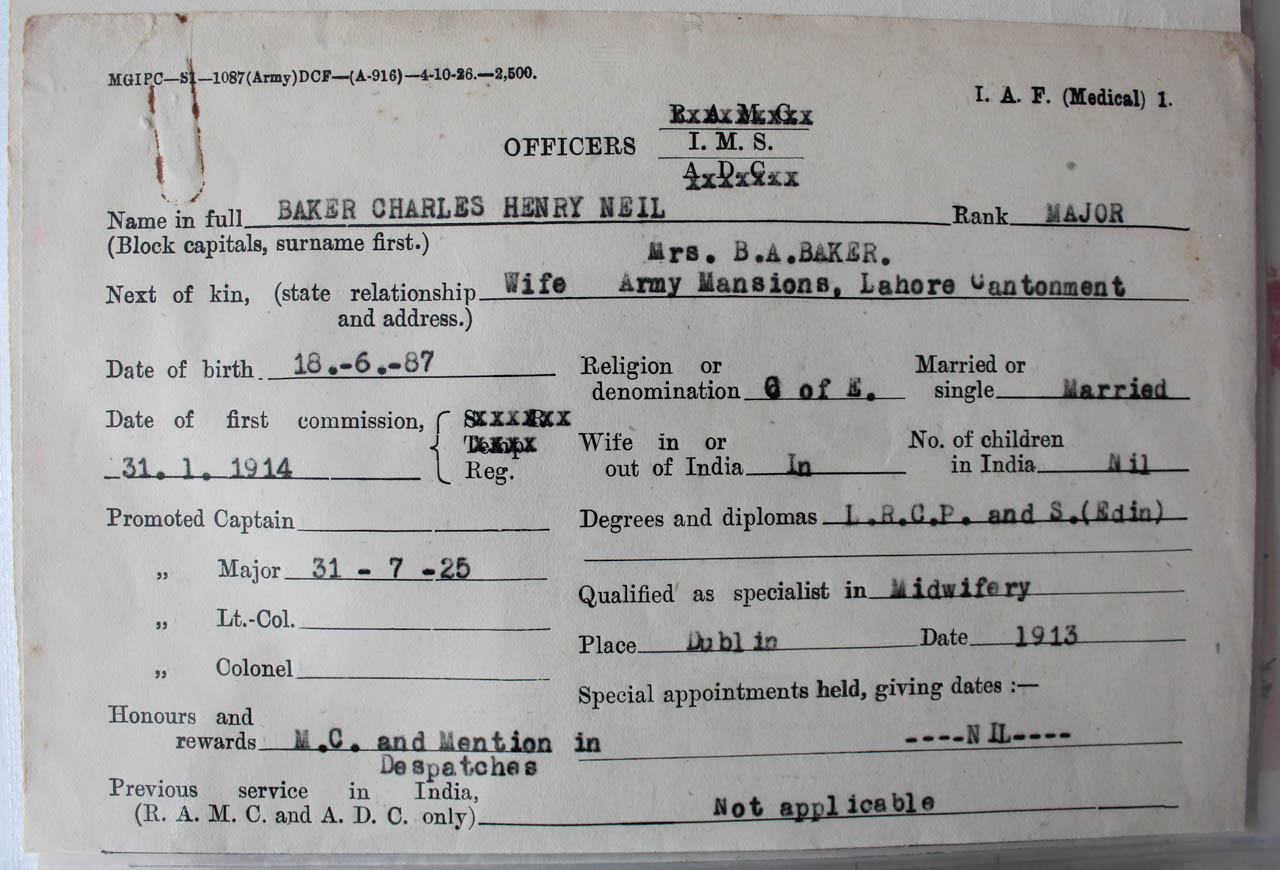 MGIPC—S1—1087(Army)DCF—(A-916)—4-10-26.—2,500.
I. A. F. (Medical) 1.
R. A. M. C.
OFFICERS I. M. S.
A. D. C.
Name in full BAKER CHARLES HENRY NEIL Rank MAJOR
(Block capitals, surname first.)
Mrs. B.A.BAKER.
Next of kin, (state relationship Wife Army Mansions, Lahore Cantonment
and address.)
Date of birth 18.-6.-87
Religion or
denomination C of E.
Married or
single Married
Date of first commission,
31. 1. 1914
Temp
Reg.
Wife in or
out of India In
No. of children
in India Nil
Promoted Captain
Degrees and diplomas L.R.C.P. and S.(Edin)
„ Major 31 - 7 -25
Qualified as specialist in Midwifery
„ Lt.-Col.
Place Dublin Date 1913
„ Colonel
Special appointments held, giving dates :—
Honours and
rewards M.C. and Mention in
Despatches
----NIL----
Previous service in India,
(R. A. M. C. and A. D. C. only) Not applicable